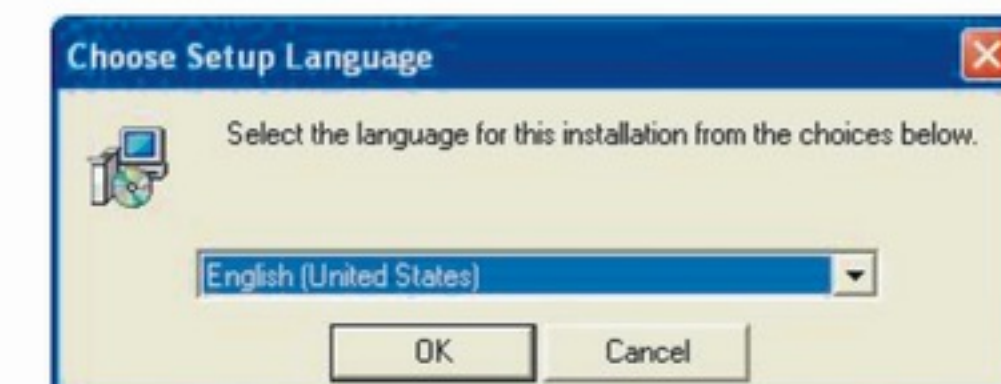 Choose Setup Language
Select the language for this installation from the choices below.
English (United States)
OK
Cancel